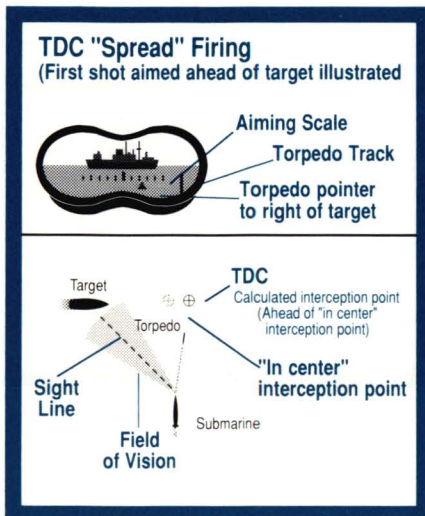 TDC "Spread" Firing
(First shot aimed ahead of target illustrated
Aiming Scale
Torpedo Track
Torpedo pointer
to right of target
Target
TDC
Calculated interception point
(Ahead of "in center"
interception point)
Torpedo
"In center"
interception point
Sight
Line
Submarine
Field
of Vision